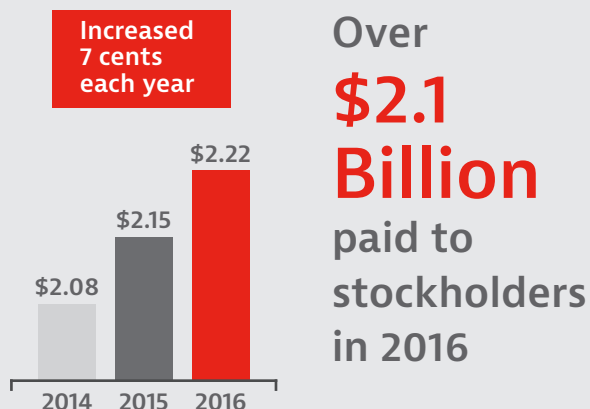 Increased
7 cents
each year
$2.22
$2.15
$2.08
2014 2015 2016
Over
$2.1
Billion
paid to
stockholders
in 2016